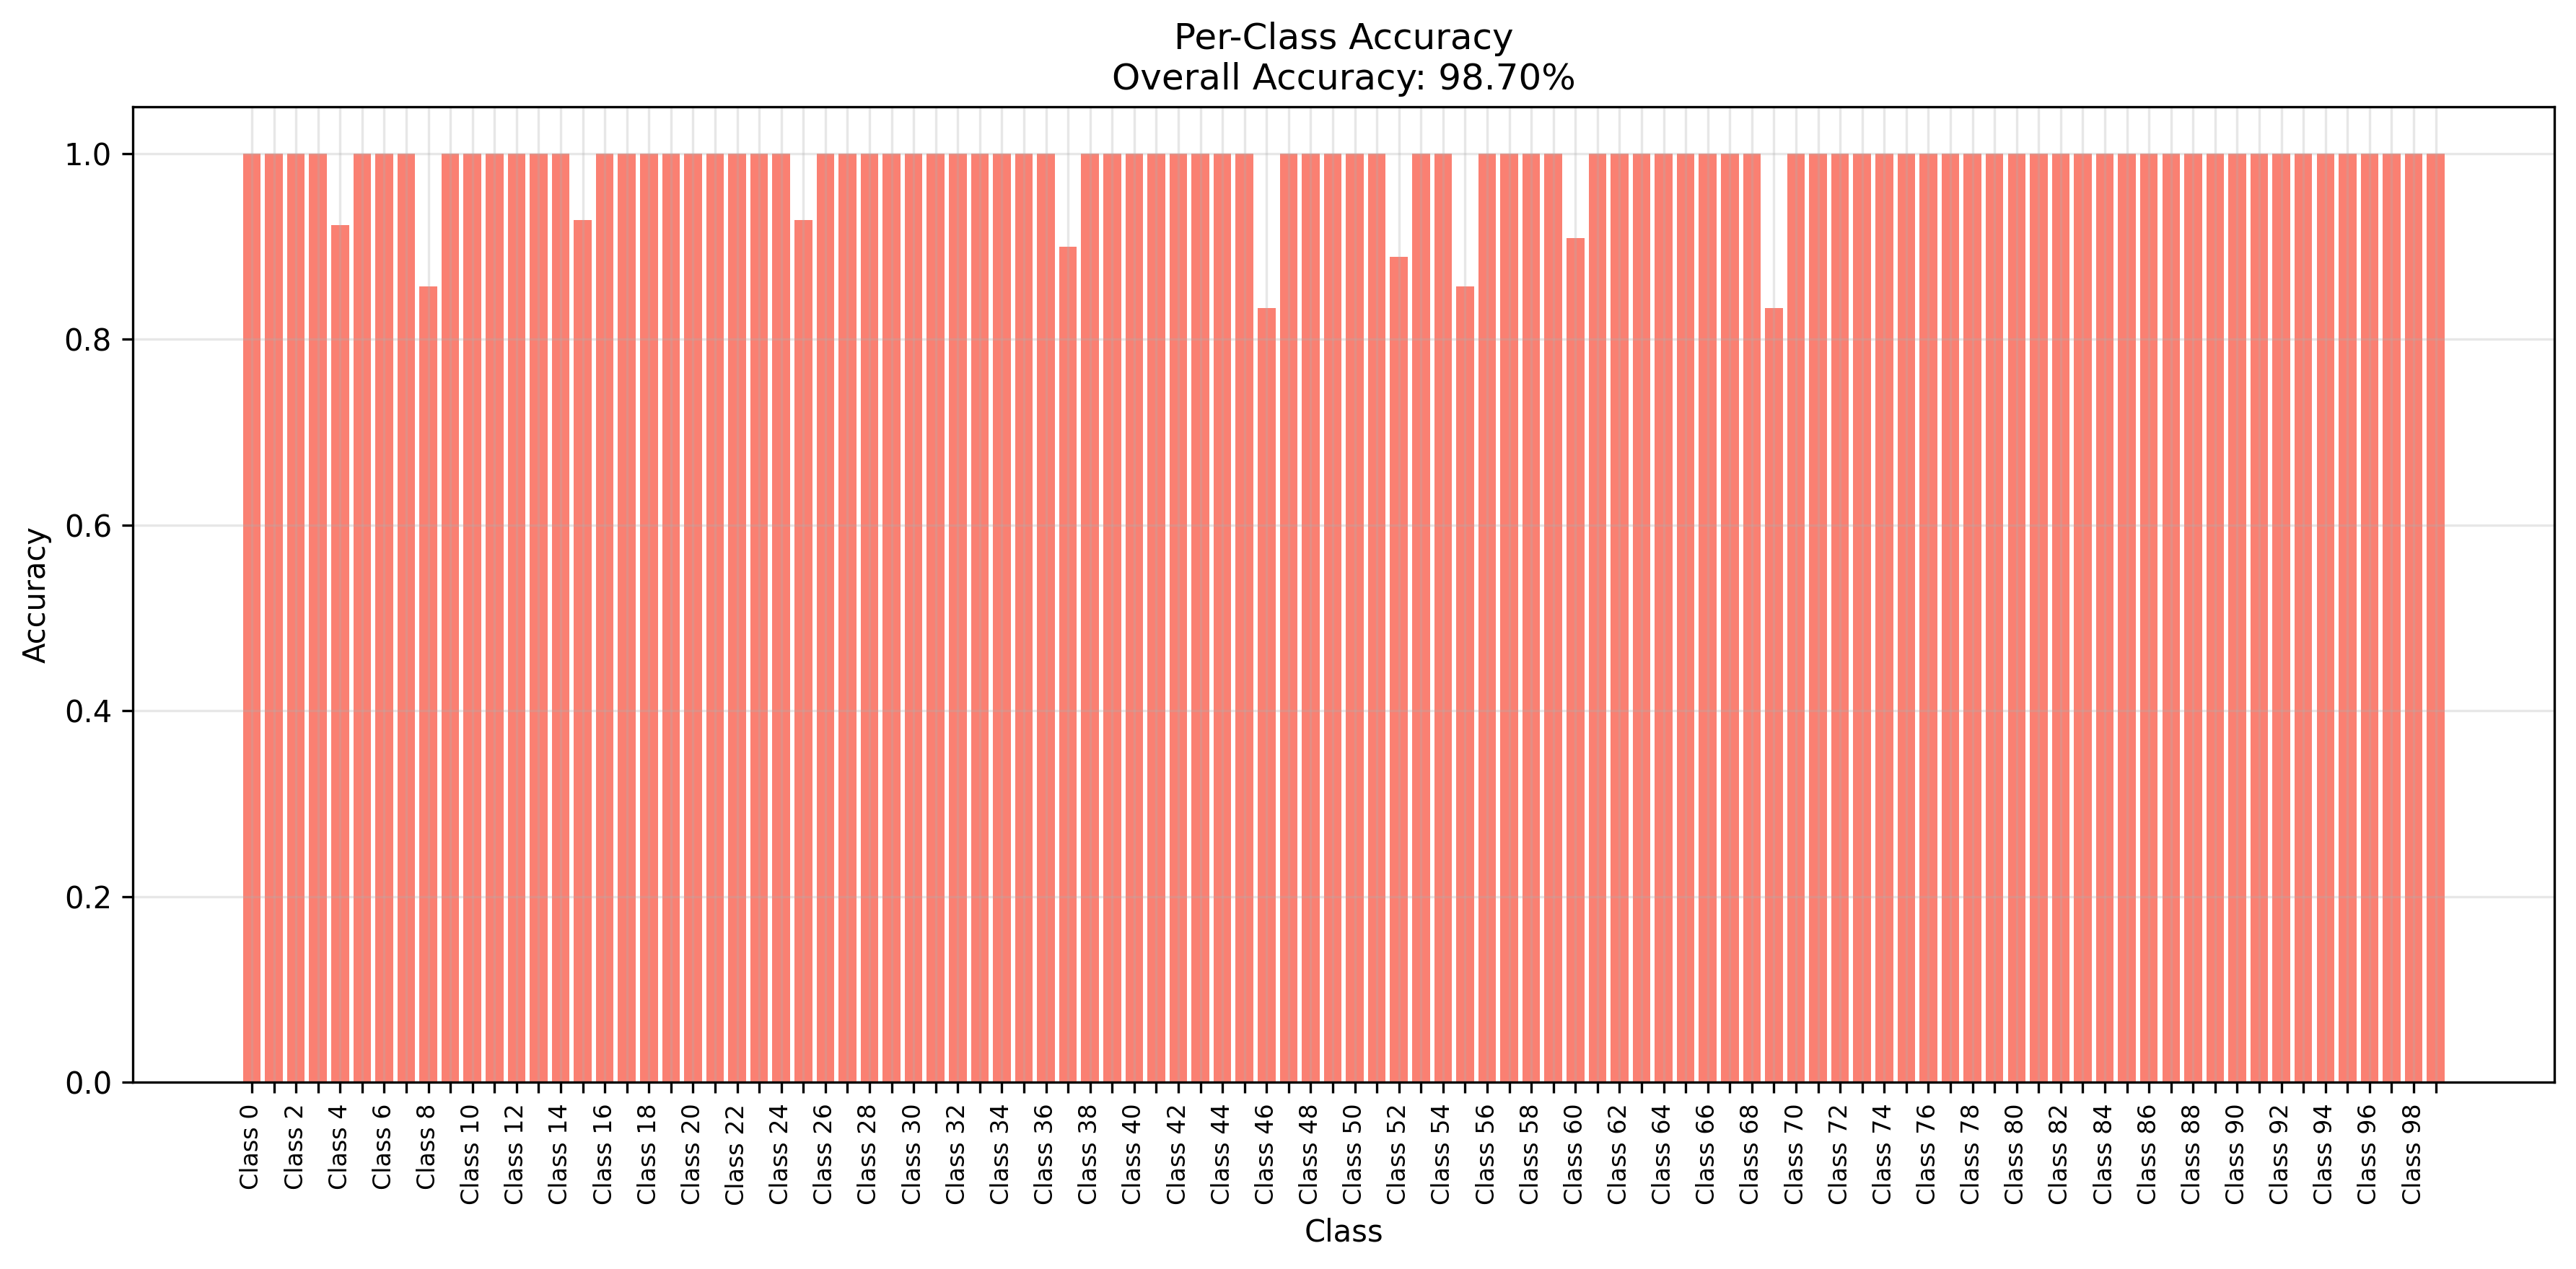 Per-Class Accuracy
Overall Accuracy: 98.70%
Accuracy
1.0
0.8
0.6
0.4
0.2
0.0
Class 0
Class 2
Class 4
Class 6
Class 8
Class 10
Class 12
Class 14
Class 16
Class 18
Class 20
Class 22
Class 24
Class 26
Class 28
Class 30
Class 32
Class 34
Class 36
Class 38
Class 40
Class 42
Class 44
Class 46
Class 48
Class 50
Class 52
Class 54
Class 56
Class 58
Class 60
Class 62
Class 64
Class 66
Class 68
Class 70
Class 72
Class 74
Class 76
Class 78
Class 80
Class 82
Class 84
Class 86
Class 88
Class 90
Class 92
Class 94
Class 96
Class 98
Class